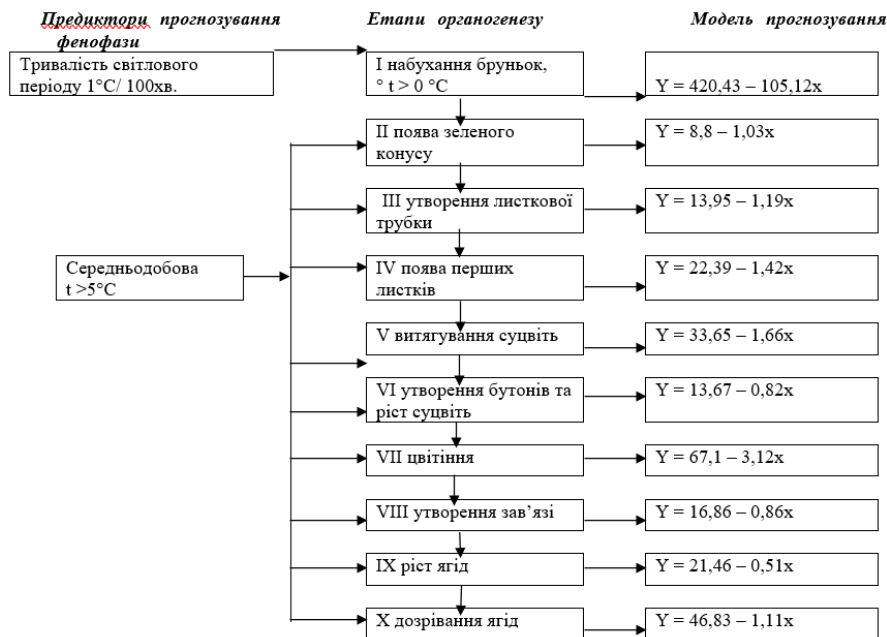 Предиктори прогнозування фенофази
Етапи органогенезу
Модель прогнозування
Тривалість світлового
періоду 1°С/ 100хв.
І набухання бруньок,
° t > 0 °С
Y = 420,43 – 105,12x
ІІ поява зеленого
конусу
Y = 8,8 – 1,03x
ІІІ утворення листкової
трубки
Y = 13,95 – 1,19x
Середньодобова
t >5°С
IV поява перших
листків
Y = 22,39 – 1,42x
V витягування суцвіть
Y = 33,65 – 1,66x
VI утворення бутонів та
ріст суцвіть
Y = 13,67 – 0,82x
VII цвітіння
Y = 67,1 – 3,12x
VIII утворення зав’язі
Y = 16,86 – 0,86x
IX ріст ягід
Y = 21,46 – 0,51x
X дозрівання ягід
Y = 46,83 – 1,11x